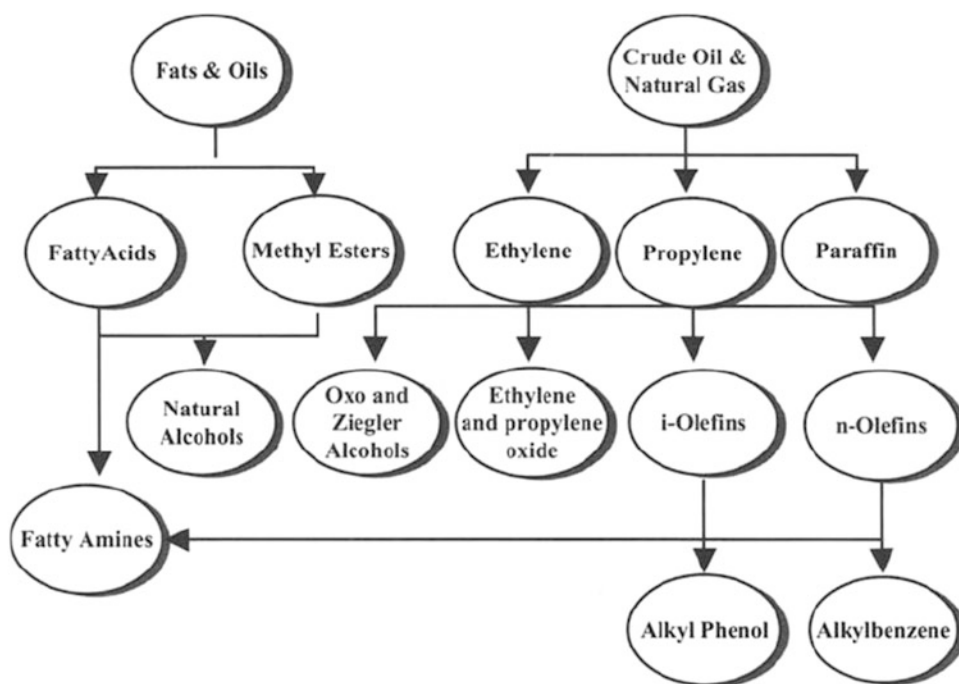 Fats & Oils
Crude Oil &
Natural Gas
FattyAcids
Methyl Esters
Ethylene
Propylene
Paraffin
Natural
Alcohols
Oxo and
Ziegler
Alcohols
Ethylene
and propylene
oxide
i-Olefins
n-Olefins
Fatty Amines
Alkyl Phenol
Alkylbenzene